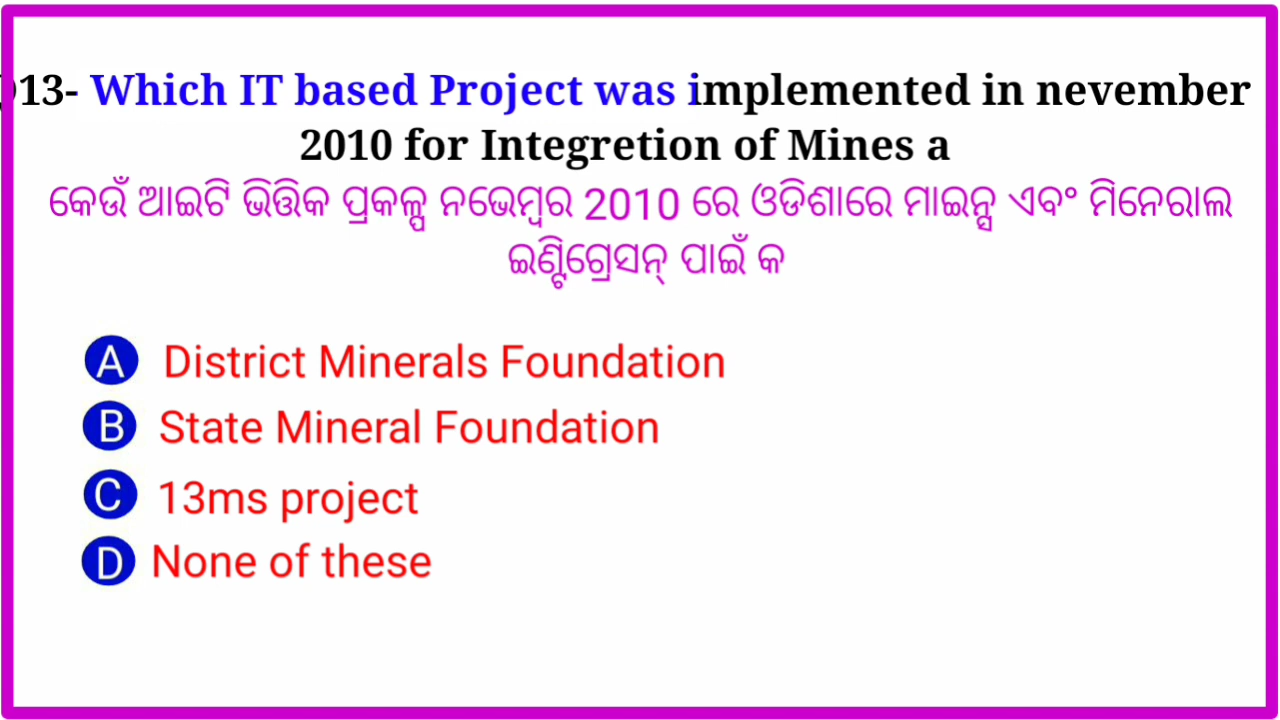 13- Which IT based Project was implemented in nevember
2010 for Integretion of Mines a
କେଉଁ ଆଇଟି ଭିତ୍ତିକ ପ୍ରକଳ୍ପ ନଭେମ୍ବର 2010 ରେ ଓଡିଶାରେ ମାଇନ୍ସ ଏବଂ ମିନେରାଲ
ଇଣ୍ଟିଗ୍ରେସନ୍ ପାଇଁ କ
A District Minerals Foundation
B State Mineral Foundation
C 13ms project
D None of these